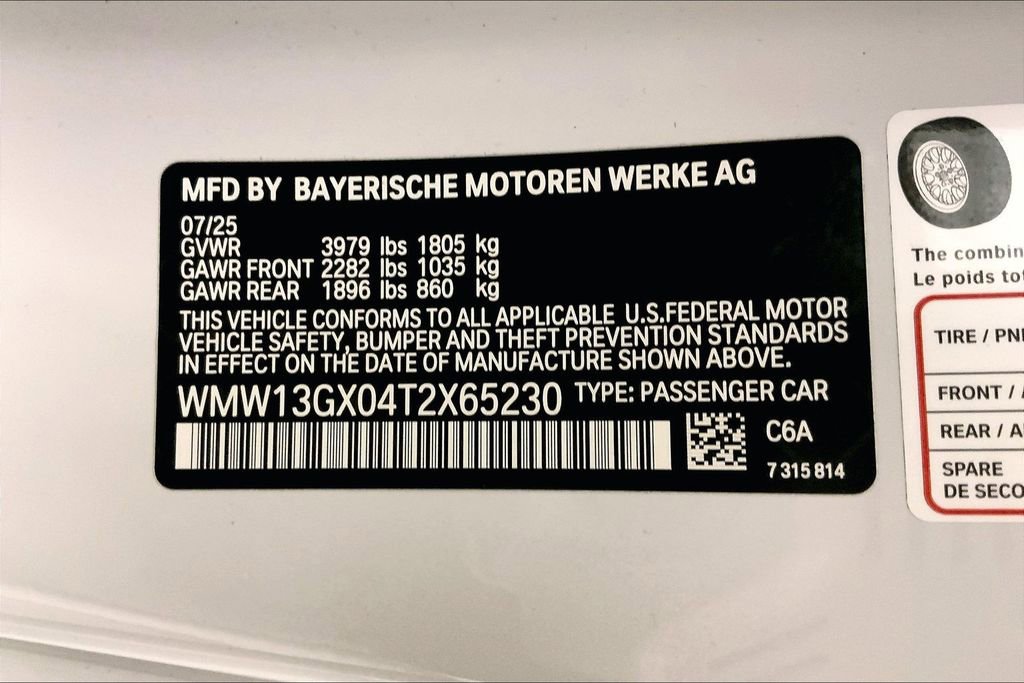 MFD BY BAYERISCHE MOTOREN WERKE AG
07/25
GVWR 3979 lbs 1805 kg
GAWR FRONT 2282 lbs 1035 kg
GAWR REAR 1896 lbs 860 kg
THIS VEHICLE CONFORMS TO ALL APPLICABLE U.S.FEDERAL MOTOR
VEHICLE SAFETY, BUMPER AND THEFT PREVENTION STANDARDS
IN EFFECT ON THE DATE OF MANUFACTURE SHOWN ABOVE.
WMW13GX04T2X65230 TYPE: PASSENGER CAR
C6A
7 315 814
The combin
Le poids to
TIRE / PN
FRONT /
REAR / A
SPARE
DE SECO